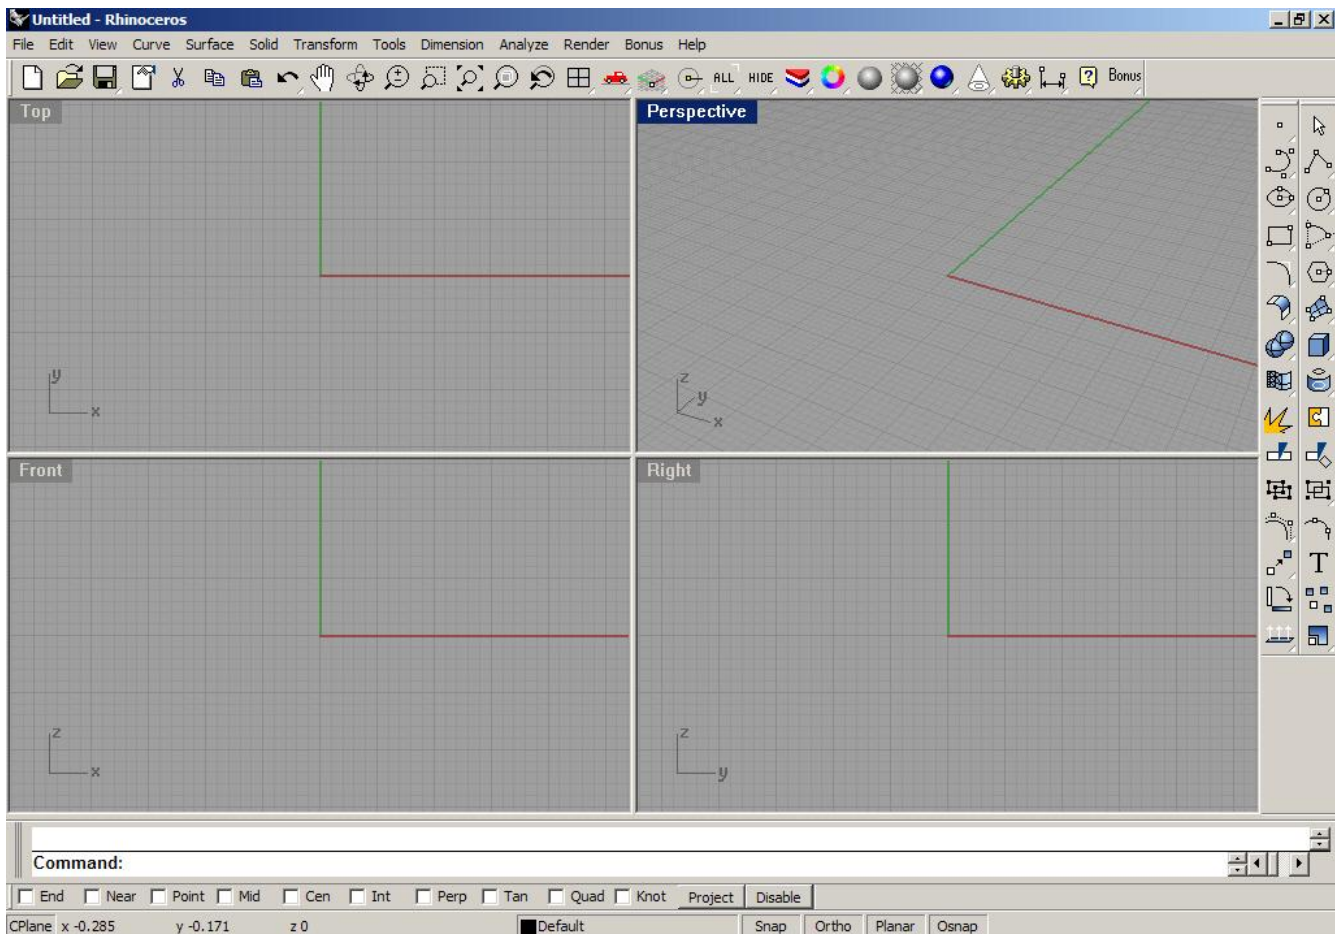 Untitled - Rhinoceros
File Edit View Curve Surface Solid Transform Tools Dimension Analyze Render Bonus Help
ALL HIDE ? Bonus
Top
Perspective
y
x
z
y
x
T
Front
Right
z
x
z
y
Command:
End Near Point Mid Cen Int Perp Tan Quad Knot Project Disable
CPlane x -0.285 y -0.171 z 0 Default Snap Ortho Planar Osnap